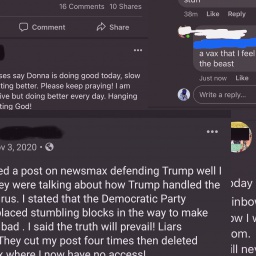 16 Comments 10 Shares
Comment
Share
ses say Donna is doing good today, slow
ting better. Please keep praying! I am
ive but doing better every day. Hanging
ting God!
stuff
38m Like Reply
a vax that I feel
the beast
Just now Like
Write a reply...
v 3, 2020
ed a post on newsmax defending Trump well I
ey were talking about how Trump handled the
rus. I stated that the Democratic Party
placed stumbling blocks in the way to make
bad . I said the truth will prevail! Liars
They cut my post four times then deleted
where I now have no access!
oday
inbow
ow I w
om.
ill nev